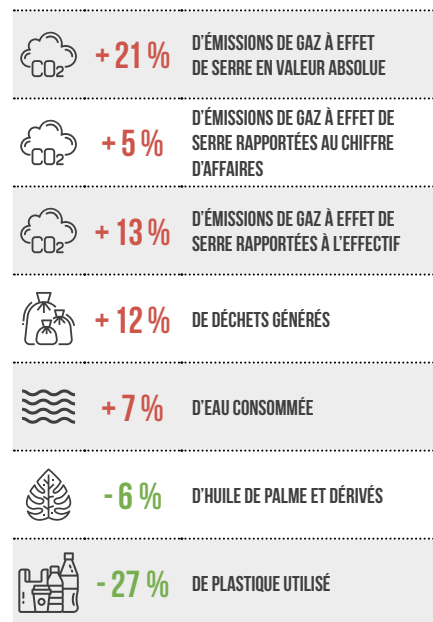 CO2
+ 21 %
D'ÉMISSIONS DE GAZ À EFFET
DE SERRE EN VALEUR ABSOLUE
CO2
+ 5 %
D'ÉMISSIONS DE GAZ À EFFET DE
SERRE RAPPORTÉES AU CHIFFRE
D'AFFAIRES
CO2
+ 13 %
D'ÉMISSIONS DE GAZ À EFFET DE
SERRE RAPPORTÉES À L'EFFECTIF
+ 12 %
DE DÉCHETS GÉNÉRÉS
+ 7 %
D'EAU CONSOMMÉE
- 6 %
D'HUILE DE PALME ET DÉRIVÉS
- 27 %
DE PLASTIQUE UTILISÉ